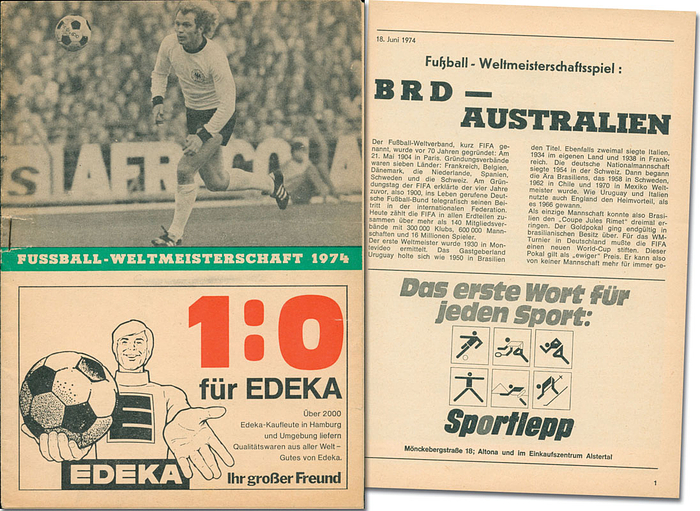 FUSSBALL-WELTMEISTERSCHAFT 1974
1:0
für EDEKA
Über 2000
Edeka-Kaufleute in Hamburg
und Umgebung liefern
Qualitätswaren aus aller Welt –
Gutes von Edeka.
E
EDEKA
Ihr großer Freund
18. Juni 1974
Fußball - Weltmeisterschaftsspiel :
BRD —
AUSTRALIEN
Der Fußball-Weltverband, kurz FIFA ge-
nannt, wurde vor 70 Jahren gegründet: Am
21. Mai 1904 in Paris. Gründungsverbände
waren sieben Länder: Frankreich, Belgien,
Dänemark, die Niederlande, Spanien,
Schweden und die Schweiz. Am Grün-
dungstag der FIFA erklärte der vier Jahre
zuvor, also 1900, ins Leben gerufene Deut-
sche Fußball-Bund telegrafisch seinen Bei-
tritt in der internationalen Federation.
Heute zählt die FIFA in allen Erdteilen zu-
sammen über mehr als 140 Mitgliedsver-
bände mit 300 000 Klubs, 600 000 Mann-
schaften und 16 Millionen Spieler.
Der erste Weltmeister wurde 1930 in Mon-
tevideo ermittelt. Das Gastgeberland
Uruguay holte sich wie 1950 in Brasilien
den Titel. Ebenfalls zweimal siegte Italien,
1934 im eigenen Land und 1938 in Frank-
reich. Die deutsche Nationalmannschaft
siegte 1954 in der Schweiz. Dann begann
die Ära Brasiliens, das 1958 in Schweden,
1962 in Chile und 1970 in Mexiko Welt-
meister wurde. Wie Uruguay und Italien
nutzte auch England den Heimvorteil, als
es 1966 gewann.
Als einzige Mannschaft konnte also Brasi-
lien den „Coupe Jules Rimet" dreimal er-
ringen. Der Goldpokal ging endgültig in
brasilianischen Besitz über. Für das WM-
Turnier in Deutschland mußte die FIFA
einen neuen World-Cup stiften. Dieser
Pokal gilt als „ewiger" Preis. Er kann also
von keiner Mannschaft mehr für immer ge-
Das erste Wort für
jeden Sport:
Sportlepp
Mönckebergstraße 18; Altona und im Einkaufszentrum Alstertal
1